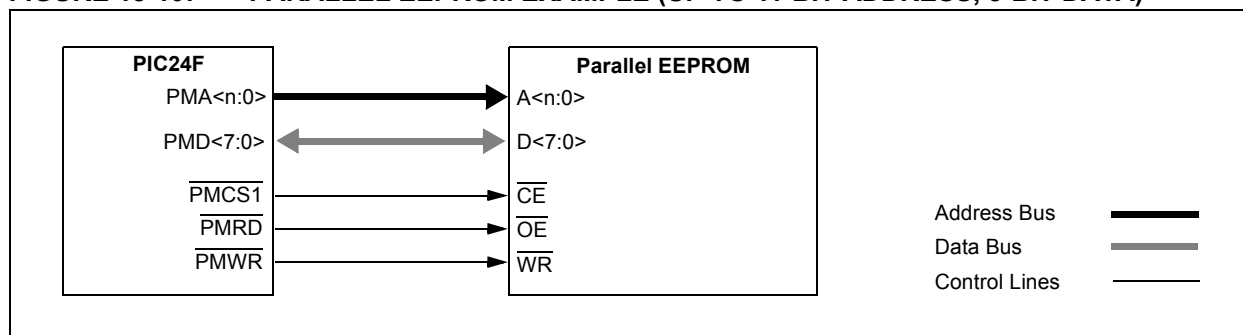 PIC24F
Parallel EEPROM
PMA<n:0>
A<n:0>
PMD<7:0>
D<7:0>
PMCS1
CE
PMRD
OE
PMWR
WR
Address Bus
Data Bus
Control Lines